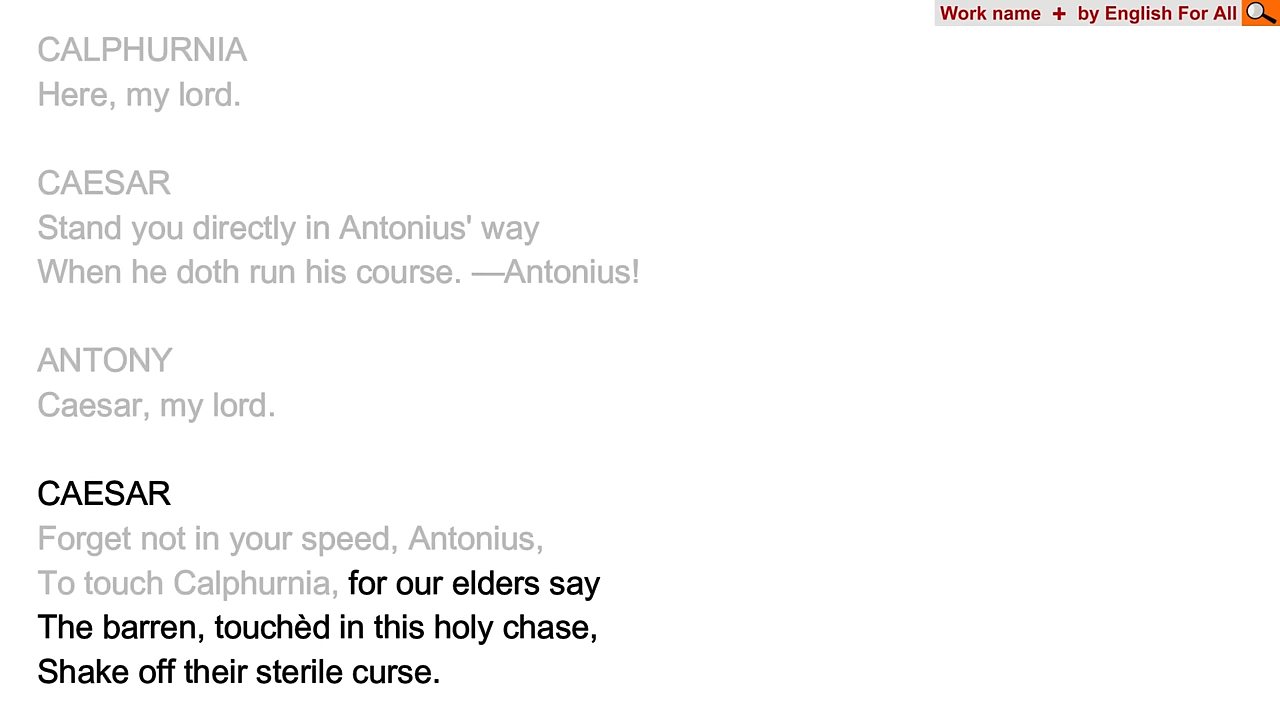 Work name + by English For All
CALPHURNIA
Here, my lord.
CAESAR
Stand you directly in Antonius' way
When he doth run his course. —Antonius!
ANTONY
Caesar, my lord.
CAESAR
Forget not in your speed, Antonius,
To touch Calphurnia, for our elders say
The barren, touchèd in this holy chase,
Shake off their sterile curse.